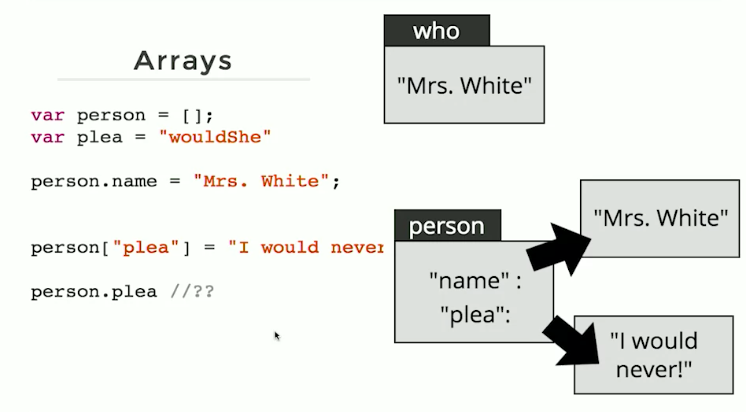 Arrays
var person = [];
var plea = "wouldShe"
person.name = "Mrs. White";
person["plea"] = "I would never
person.plea //??
who
"Mrs. White"
person
"name" :
"plea":
"Mrs. White"
"I would
never!"